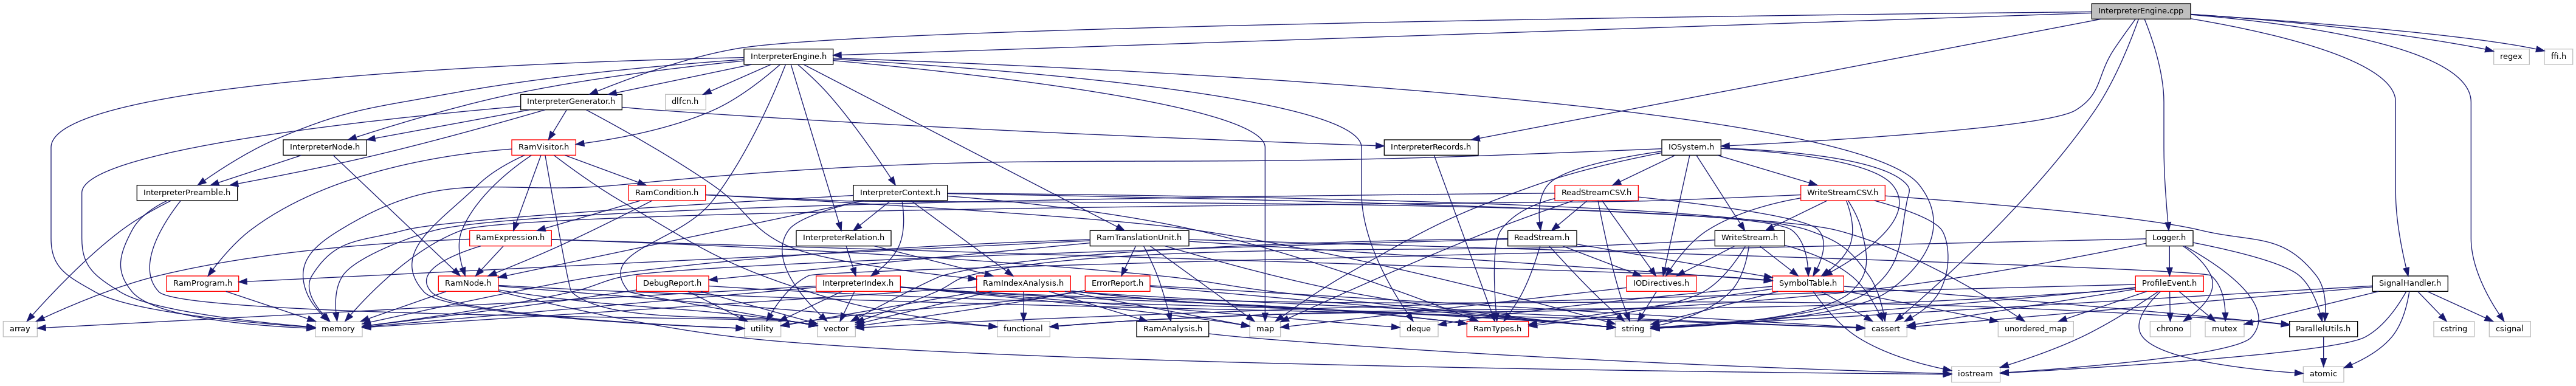 InterpreterEngine.cpp
InterpreterEngine.h
regex
ffi.h
InterpreterGenerator.h
dlfcn.h
InterpreterNode.h
RamVisitor.h
InterpreterRecords.h
IOSystem.h
InterpreterPreamble.h
RamCondition.h
InterpreterContext.h
ReadStreamCSV.h
WriteStreamCSV.h
RamExpression.h
InterpreterRelation.h
RamTranslationUnit.h
ReadStream.h
WriteStream.h
Logger.h
RamProgram.h
RamNode.h
DebugReport.h
InterpreterIndex.h
RamIndexAnalysis.h
ErrorReport.h
IODirectives.h
SymbolTable.h
ProfileEvent.h
SignalHandler.h
array
memory
utility
vector
functional
RamAnalysis.h
map
deque
RamTypes.h
string
cassert
unordered_map
chrono
mutex
ParallelUtils.h
cstring
csignal
iostream
atomic